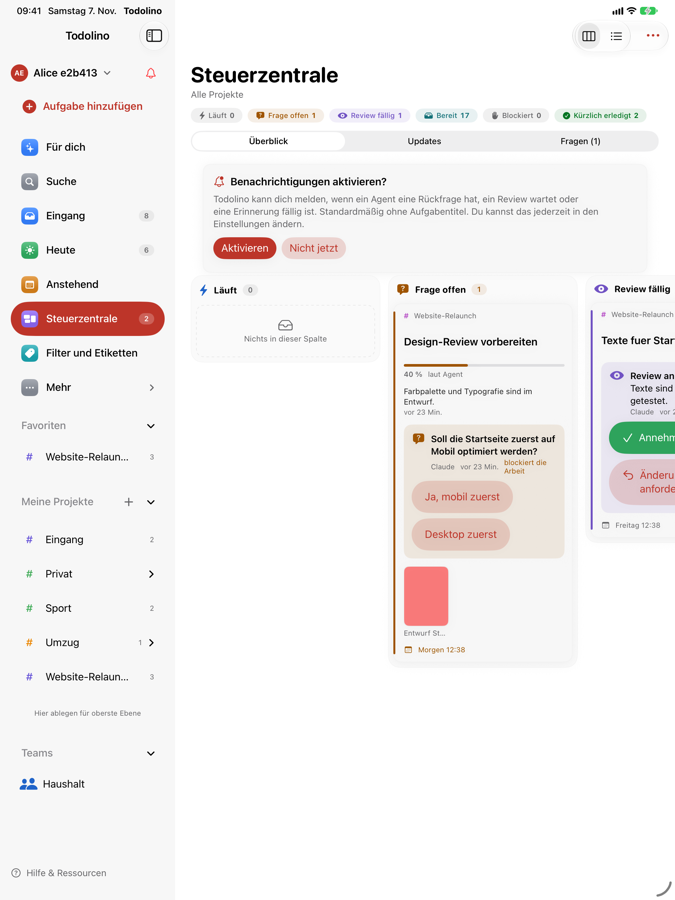 09:41 Samstag 7. Nov. Todolino
Todolino
AE Alice e2b413
Aufgabe hinzufügen
Für dich
Suche
Eingang 8
Heute 6
Anstehend
Steuerzentrale 2
Filter und Etiketten
Mehr
Favoriten
# Website-Relaun... 3
Meine Projekte
# Eingang 2
# Privat
# Sport 2
# Umzug 1
# Website-Relaun... 3
Hier ablegen für oberste Ebene
Teams
Haushalt
Hilfe & Ressourcen
Steuerzentrale
Alle Projekte
Läuft 0 Frage offen 1 Review fällig 1 Bereit 17 Blockiert 0 Kürzlich erledigt 2
Überblick Updates Fragen (1)
Benachrichtigungen aktivieren?
Todolino kann dich melden, wenn ein Agent eine Rückfrage hat, ein Review wartet oder
eine Erinnerung fällig ist. Standardmäßig ohne Aufgabentitel. Du kannst das jederzeit in den
Einstellungen ändern.
Aktivieren Nicht jetzt
Läuft 0
Nichts in dieser Spalte
Frage offen 1
# Website-Relaunch
Design-Review vorbereiten
40 % laut Agent
Farbpalette und Typografie sind im
Entwurf.
vor 23 Min.
Soll die Startseite zuerst auf
Mobil optimiert werden?
Claude vor 23 Min. blockiert die
Arbeit
Ja, mobil zuerst
Desktop zuerst
Entwurf St...
Morgen 12:38
Review fällig
# Website-Relaunch
Texte fuer Star
Review an
Texte sind
getestet.
Claude vor 2
Annehm
Änderu
anforde
Freitag 12:38